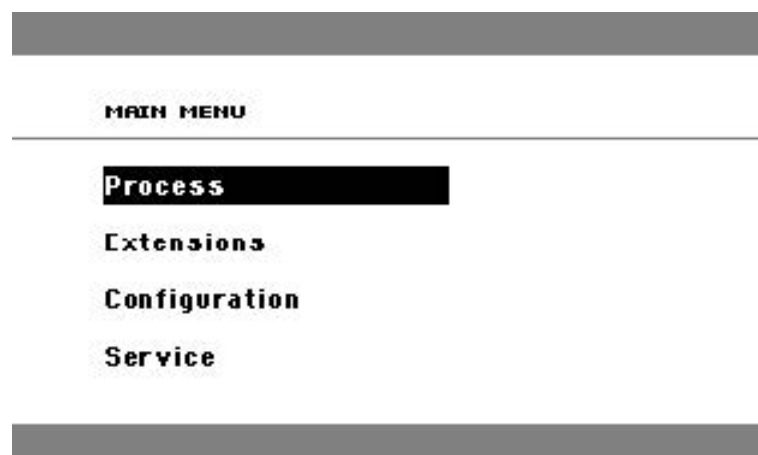 MAIN MENU
Process
Extensions
Configuration
Service